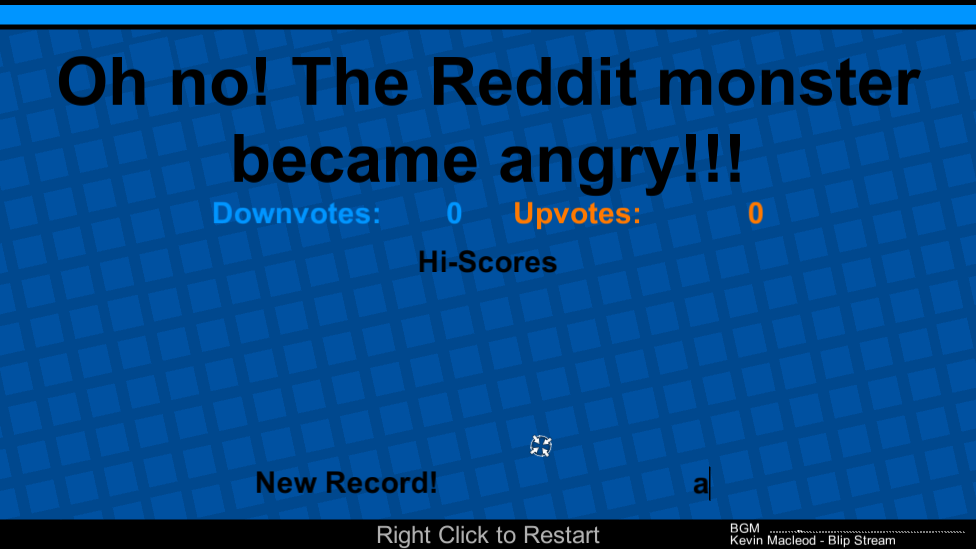 Oh no! The Reddit monster
became angry!!!
Downvotes: 0 Upvotes: 0
Hi-Scores
New Record! a
Right Click to Restart
BGM
Kevin Macleod - Blip Stream